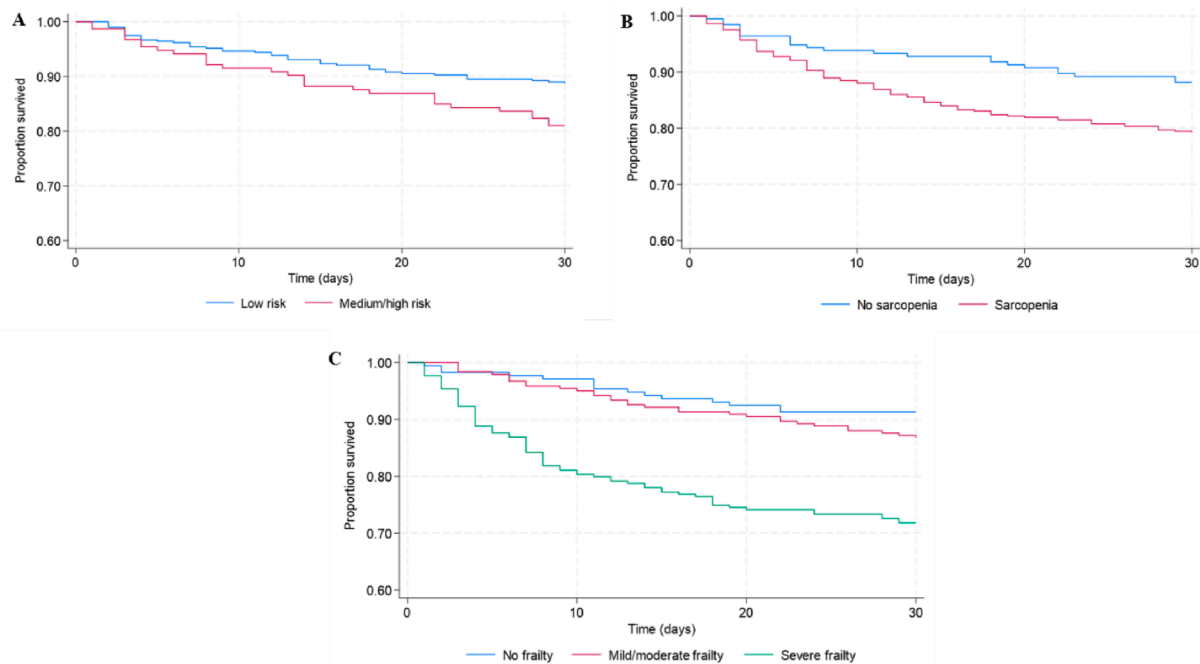 A
Proportion survived
1.00
0.90
0.80
0.70
0.60
0 10 20 30
Time (days)
Low risk Medium/high risk
B
Proportion survived
1.00
0.90
0.80
0.70
0.60
0 10 20 30
Time (days)
No sarcopenia Sarcopenia
C
Proportion survived
1.00
0.90
0.80
0.70
0.60
0 10 20 30
Time (days)
No frailty Mild/moderate frailty Severe frailty